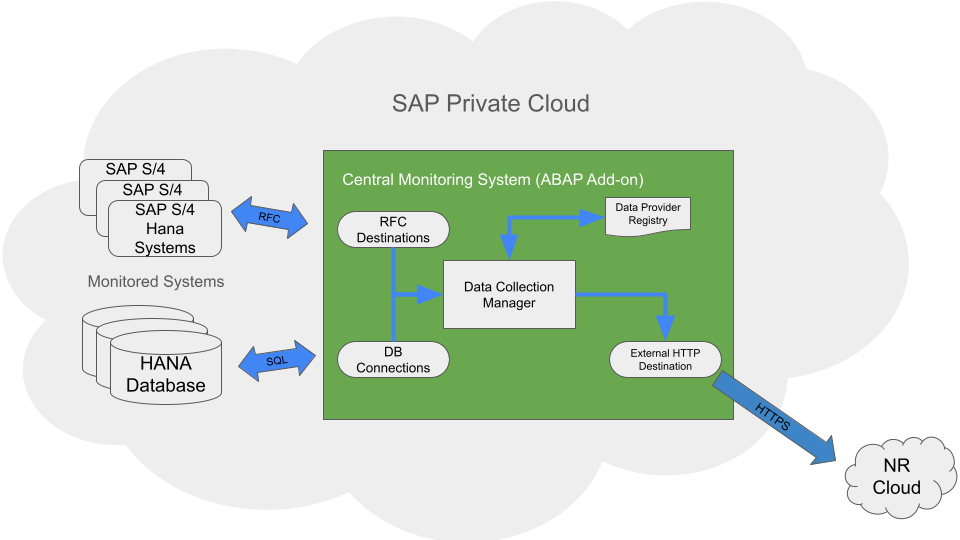 SAP Private Cloud
SAP S/4
SAP S/4
SAP S/4
Hana
Systems
RFC
Monitored Systems
HANA
Database
SQL
Central Monitoring System (ABAP Add-on)
RFC
Destinations
Data Provider
Registry
Data Collection
Manager
DB
Connections
External HTTP
Destination
HTTPS
NR
Cloud